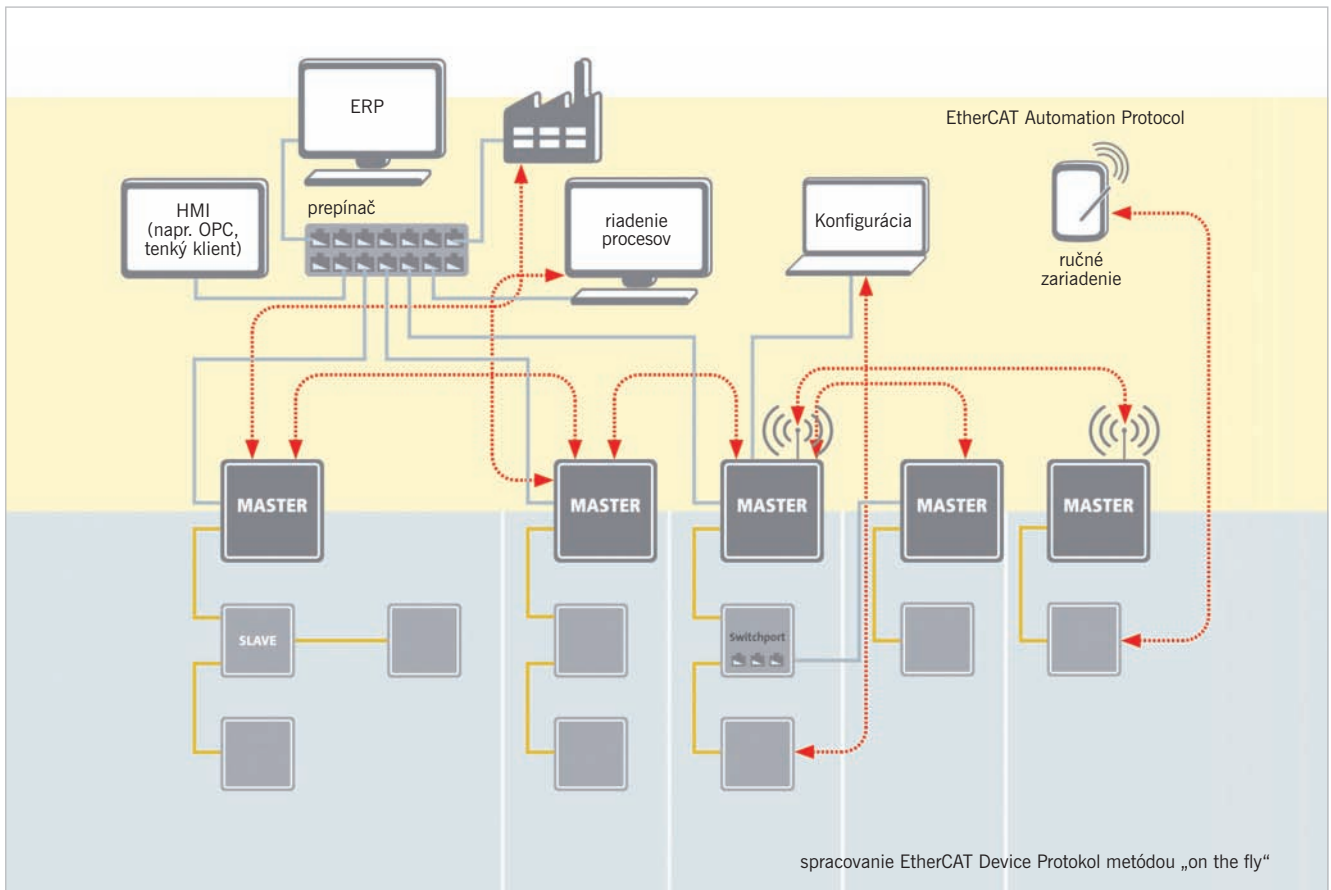 ERP
EtherCAT Automation Protocol
HMI
(napr. OPC,
tenký klient)
prepínač
riadenie
procesov
Konfigurácia
ručné
zariadenie
MASTER
MASTER
MASTER
MASTER
MASTER
SLAVE
Switchport
spracovanie EtherCAT Device Protokol metódou „on the fly“